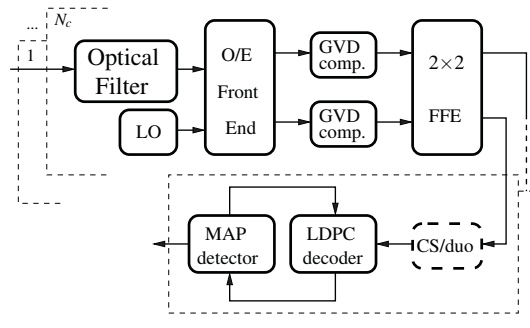 ... N_c
1
Optical
Filter
LO
O/E
Front
End
GVD
comp.
GVD
comp.
2×2
FFE
MAP
detector
LDPC
decoder
CS/duo